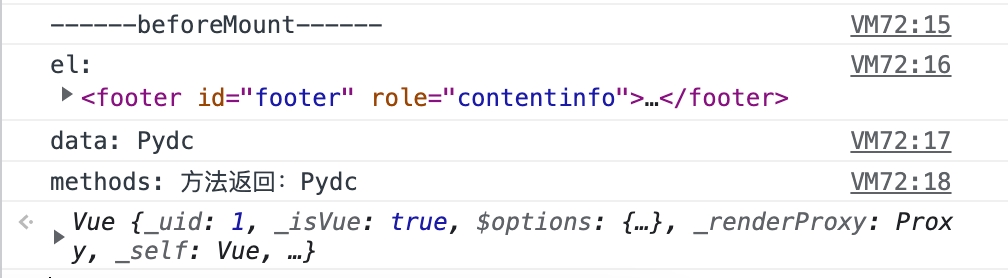 ------beforeMount------ VM72:15
el: VM72:16
<footer id="footer" role="contentinfo">…</footer>
data: Pydc VM72:17
methods: 方法返回：Pydc VM72:18
Vue {_uid: 1, _isVue: true, $options: {…}, _renderProxy: Prox
y, _self: Vue, …}